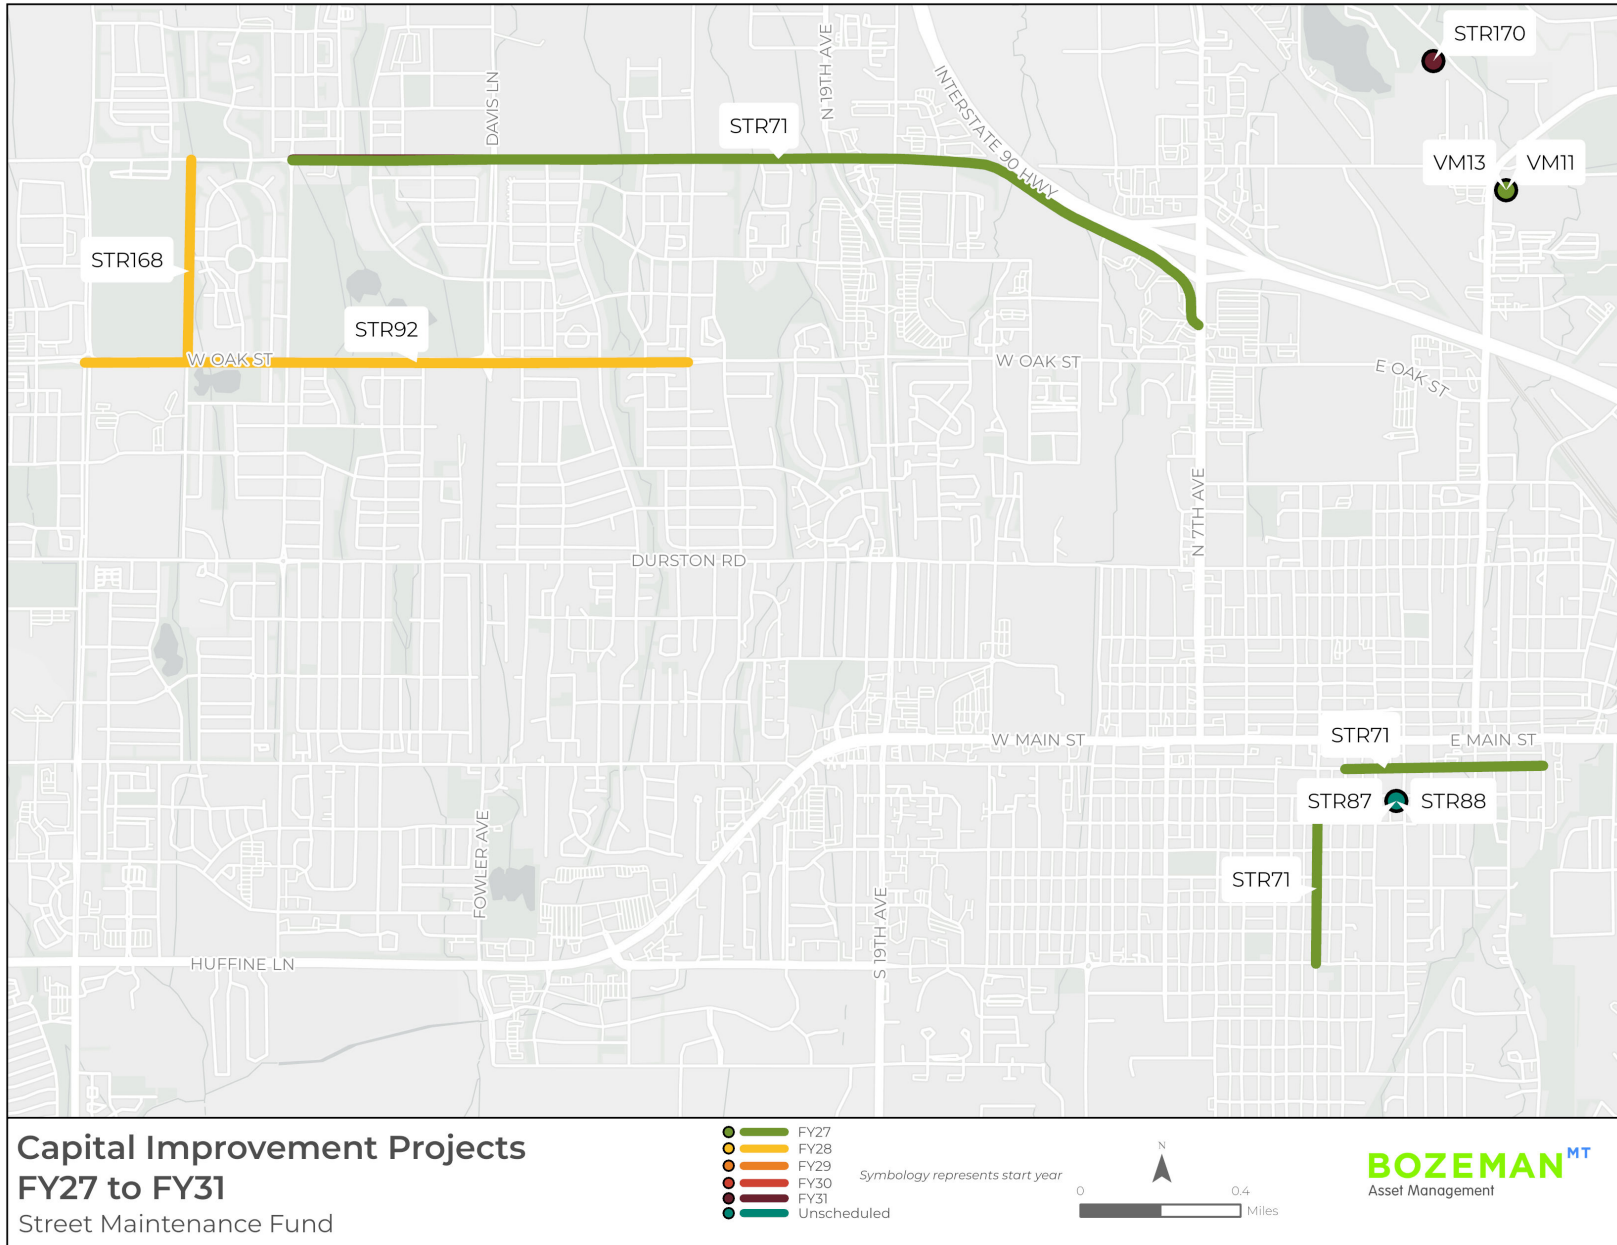 STR170
N 19TH AVE
DAVIS LN
INTERSTATE 90 HWY
STR71
VM13
VM11
STR168
STR92
W OAK ST
W OAK ST
E OAK ST
N 7TH AVE
DURSTON RD
STR71
W MAIN ST
E MAIN ST
STR87
STR88
FOWLER AVE
STR71
S 19TH AVE
HUFFINE LN
Capital Improvement Projects
FY27 to FY31
Street Maintenance Fund
FY27
FY28
FY29
FY30
FY31
Unscheduled
Symbology represents start year
N
0
0.4
Miles
BOZEMAN MT
Asset Management